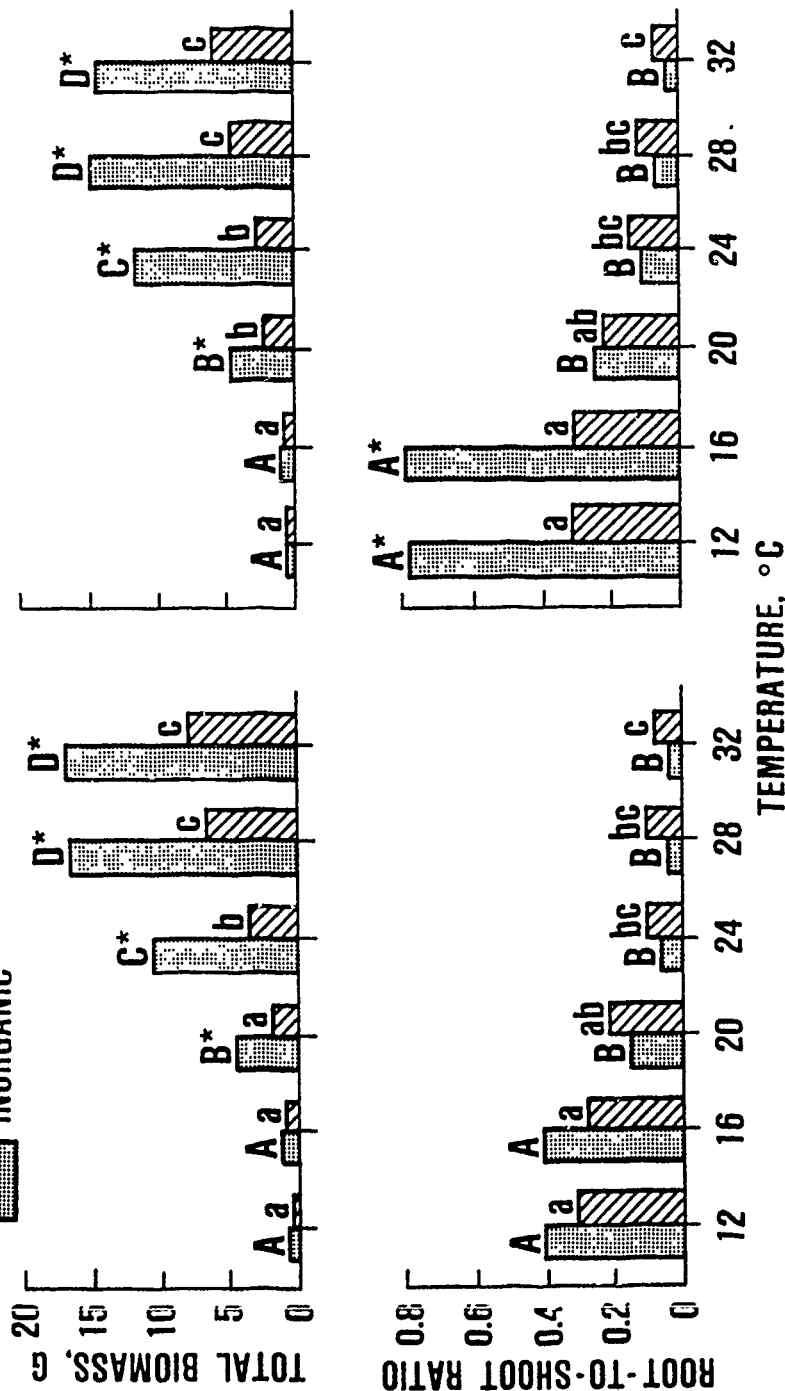 INORGANIC
TOTAL BIOMASS, G
20
15
10
5
0
A a A a B* a C* b D* c D* c
A a A a B* b C* b D* c D* c
ROOT-TO-SHOOT RATIO
0.8
0.6
0.4
0.2
0
A a A a B ab B bc B bc B c
A* a A* a B ab B bc B bc B c
12 16 20 24 28 32
12 16 20 24 28 32
TEMPERATURE, °C